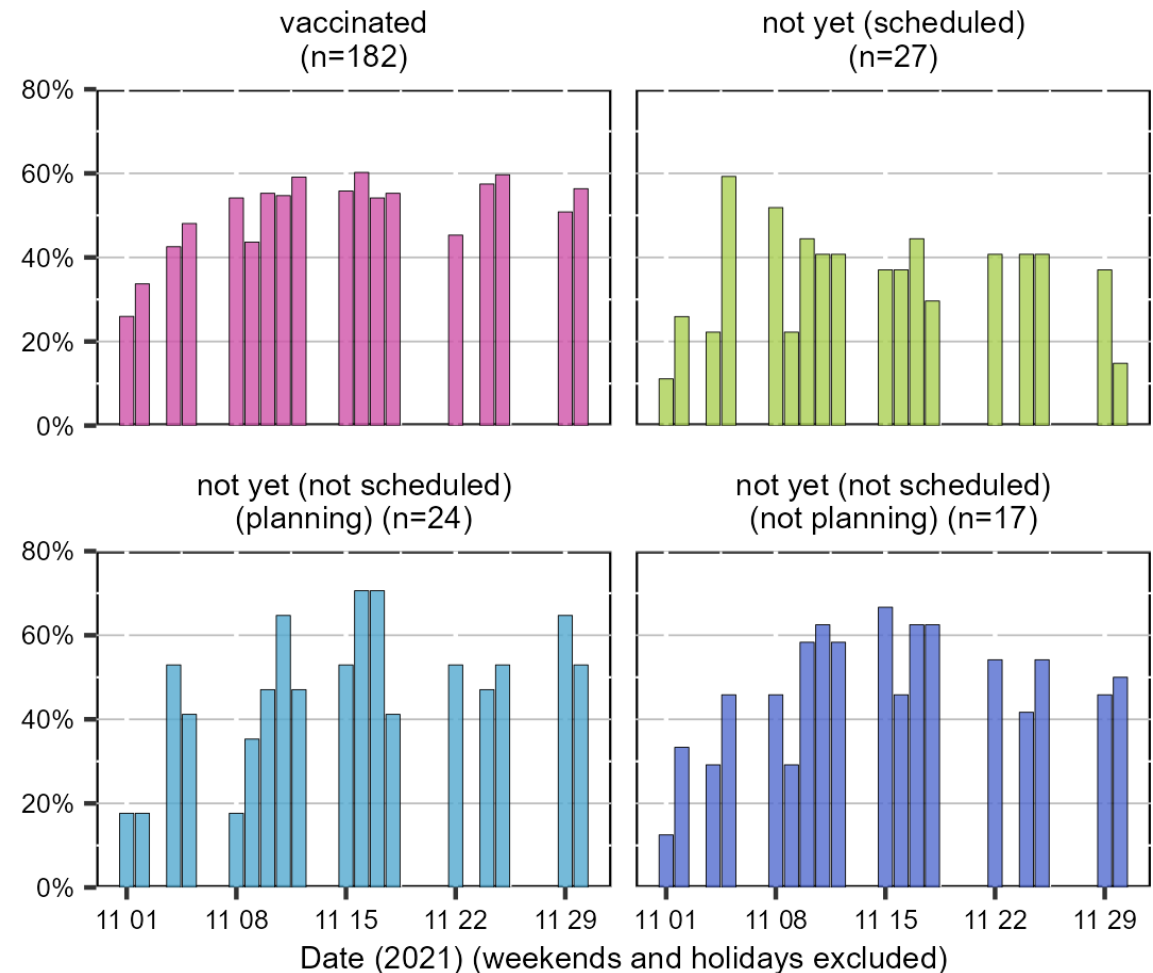 vaccinated
(n=182)
not yet (scheduled)
(n=27)
80%
60%
40%
20%
0%
not yet (not scheduled)
(planning) (n=24)
not yet (not scheduled)
(not planning) (n=17)
80%
60%
40%
20%
0%
11 01
11 08
11 15
11 22
11 29
11 01
11 08
11 15
11 22
11 29
Date (2021) (weekends and holidays excluded)